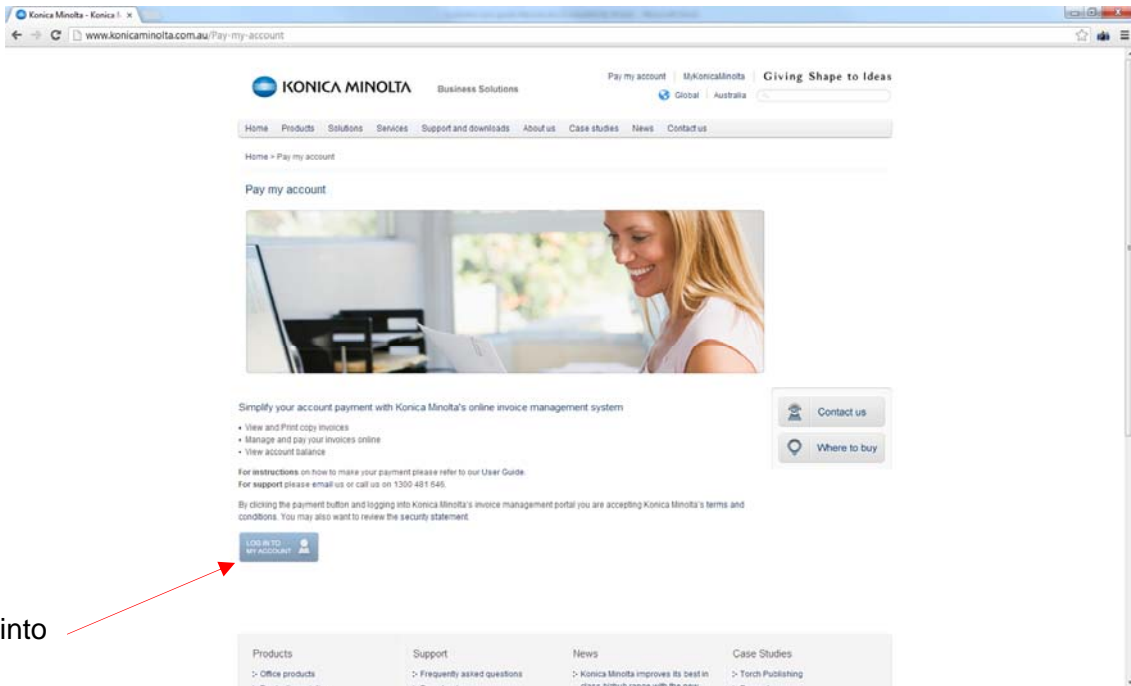 Konica Minolta - Konica
www.konicaminolta.com.au/Pay-my-account
KONICA MINOLTA
Business Solutions
Pay my account
MyKonicaMinolta
Giving Shape to Ideas
Global
Australia
Home Products Solutions Services Support and downloads About us Case studies News Contact us
Home > Pay my account
Pay my account
Simplify your account payment with Konica Minolta's online invoice management system
• View and Print copy invoices
• Manage and pay your invoices online
• View account balance
Contact us
Where to buy
For instructions on how to make your payment please refer to our User Guide.
For support please email us or call us on 1300 481 646.
By clicking the payment button and logging into Konica Minolta's invoice management portal you are accepting Konica Minolta's terms and
conditions. You may also want to review the security statement.
LOG IN TO
MY ACCOUNT
into
Products
Support
News
Case Studies
:> Office products
:> Frequently asked questions
:> Konica Minolta improves its best in
:> Torch Publishing